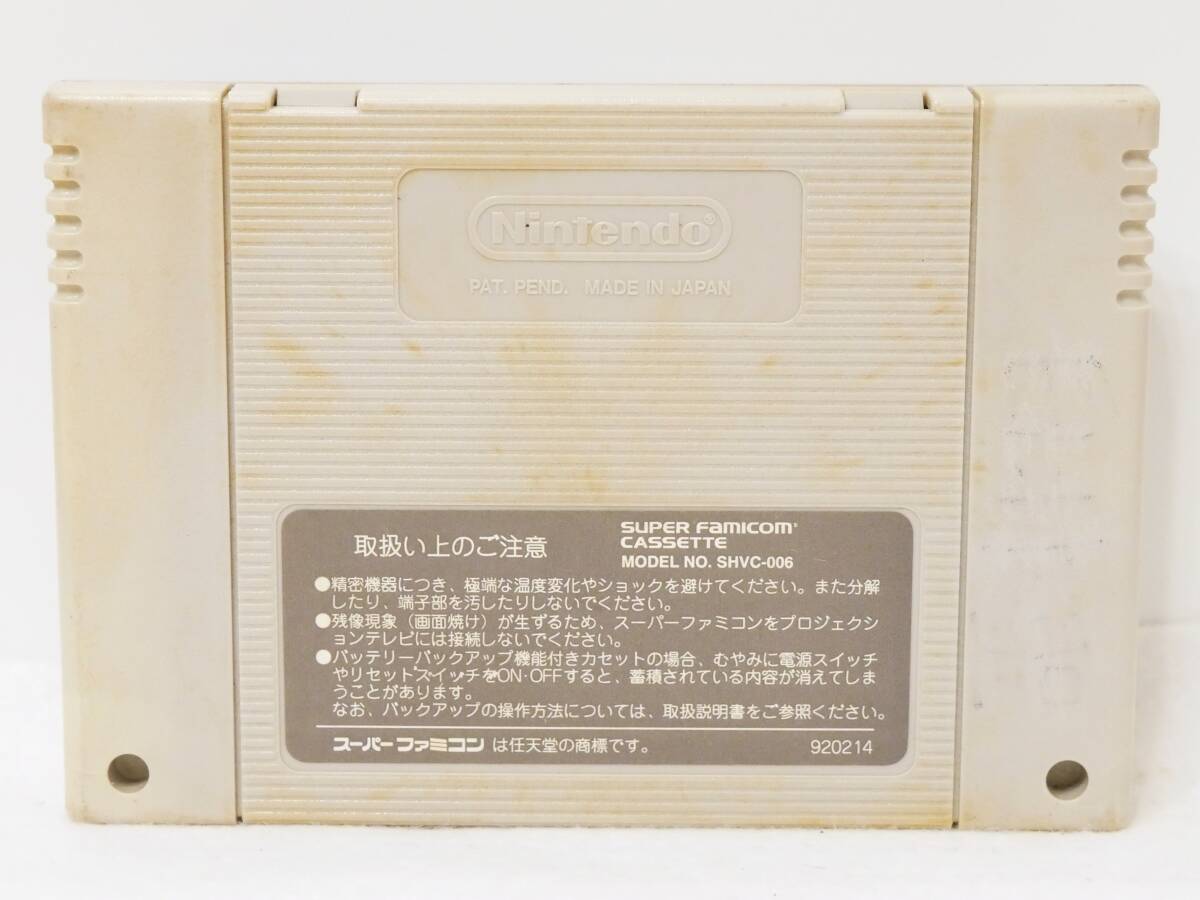 Nintendo®
PAT. PEND. MADE IN JAPAN
取扱い上のご注意
SUPER FAMICOM
CASSETTE
MODEL NO. SHVC-006
●精密機器につき、極端な温度変化やショックを避けてください。また分解
したり、端子部を汚したりしないでください。
●残像現象（画面焼け）が生ずるため、スーパーファミコンをプロジェクシ
ョンテレビには接続しないでください。
●バッテリーバックアップ機能付きカセットの場合、むやみに電源スイッチ
やリセットスイッチをON·OFFすると、蓄積されている内容が消えてしま
うことがあります。
なお、バックアップの操作方法については、取扱説明書をご参照ください。
スーパーファミコン は任天堂の商標です。
920214